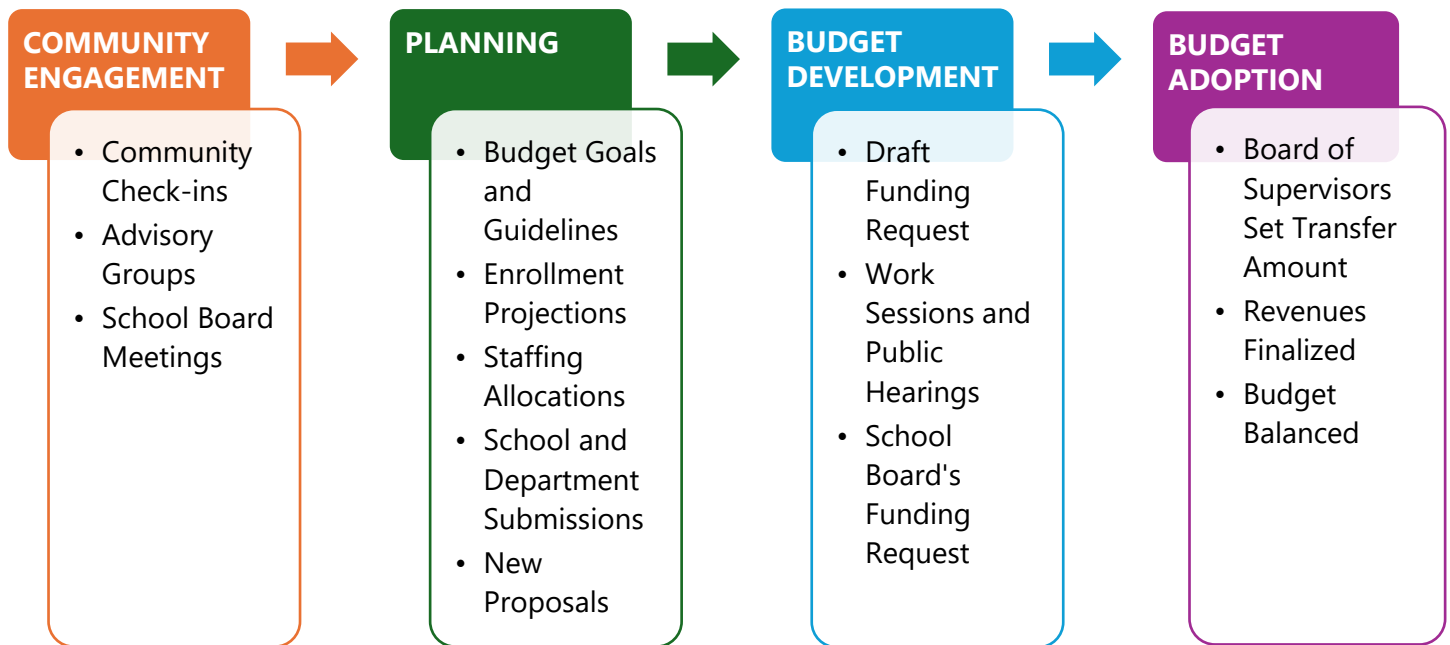 COMMUNITY
ENGAGEMENT
• Community
Check-ins
• Advisory
Groups
• School Board
Meetings
PLANNING
• Budget Goals
and
Guidelines
• Enrollment
Projections
• Staffing
Allocations
• School and
Department
Submissions
• New
Proposals
BUDGET
DEVELOPMENT
• Draft
Funding
Request
• Work
Sessions and
Public
Hearings
• School
Board's
Funding
Request
BUDGET
ADOPTION
• Board of
Supervisors
Set Transfer
Amount
• Revenues
Finalized
• Budget
Balanced